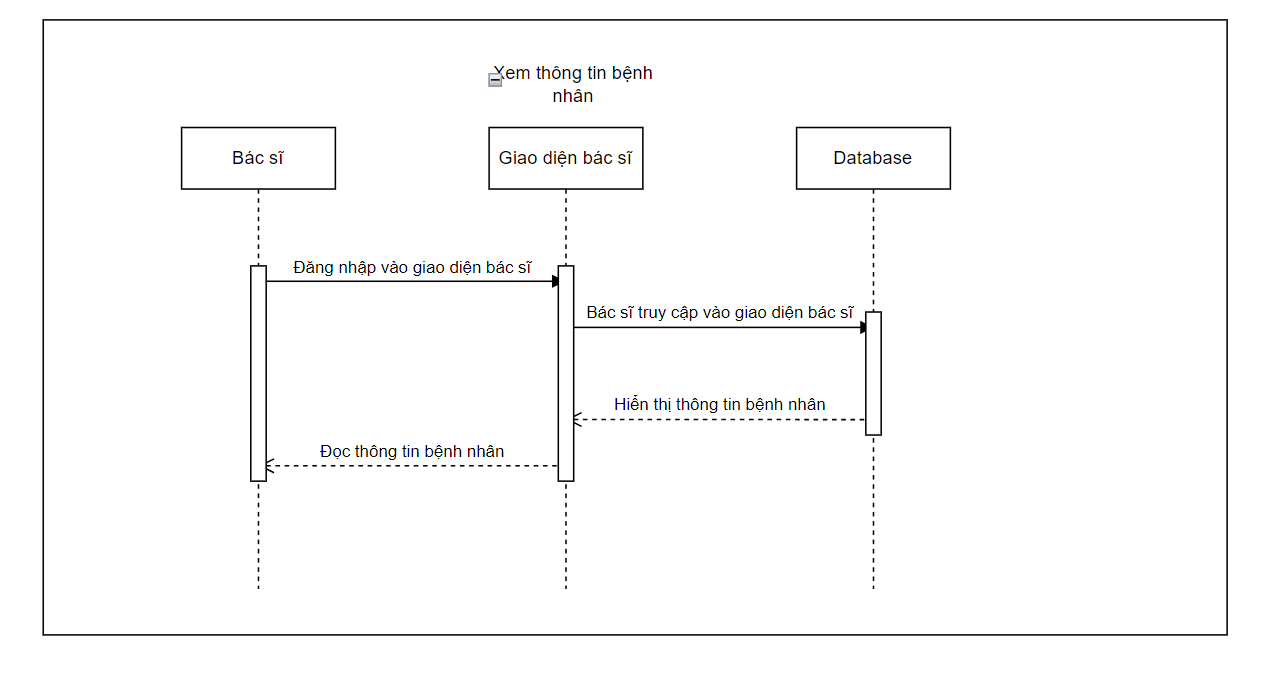 Xem thông tin bệnh
nhân
Bác sĩ
Giao diện bác sĩ
Database
Đăng nhập vào giao diện bác sĩ
Bác sĩ truy cập vào giao diện bác sĩ
Hiển thị thông tin bệnh nhân
Đọc thông tin bệnh nhân